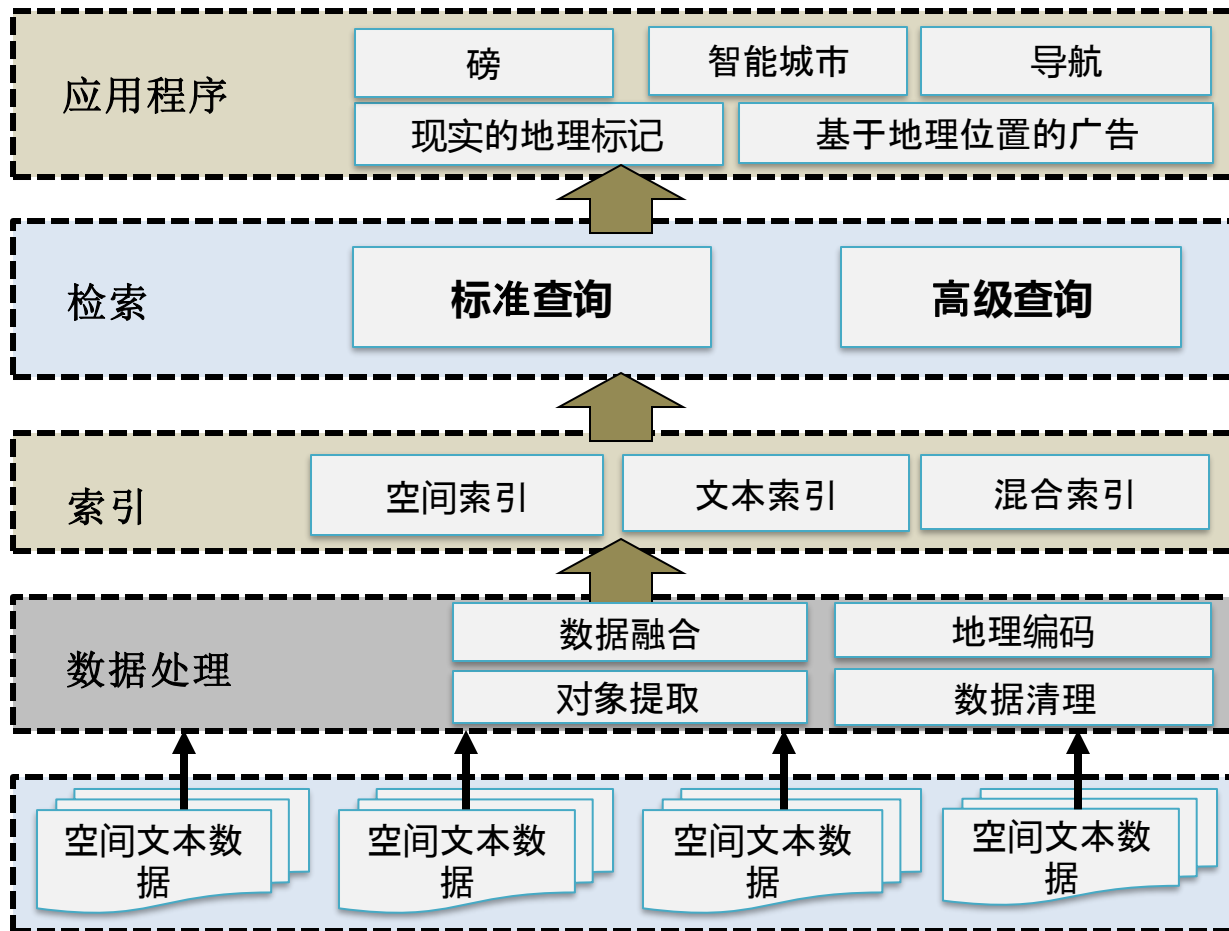 应用程序
磅
智能城市
导航
现实的地理标记
基于地理位置的广告
检索
标准查询
高级查询
索引
空间索引
文本索引
混合索引
数据处理
数据融合
地理编码
对象提取
数据清理
空间文本数
据
空间文本数
据
空间文本数
据
空间文本数
据